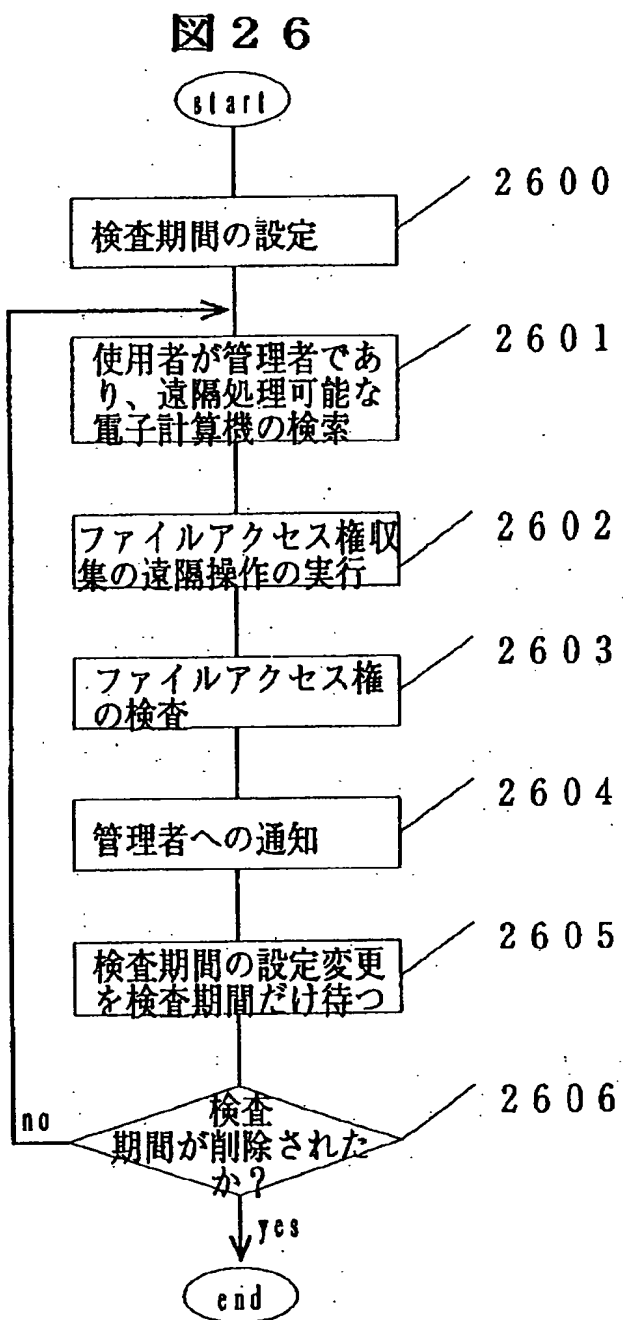 図２６
start
検査期間の設定
2600
使用者が管理者であ
り、遠隔処理可能な
電子計算機の検索
2601
ファイルアクセス権収
集の遠隔操作の実行
2602
ファイルアクセス権
の検査
2603
管理者への通知
2604
検査期間の設定変更
を検査期間だけ待つ
2605
検査
期間が削除された
か？
2606
no
yes
end